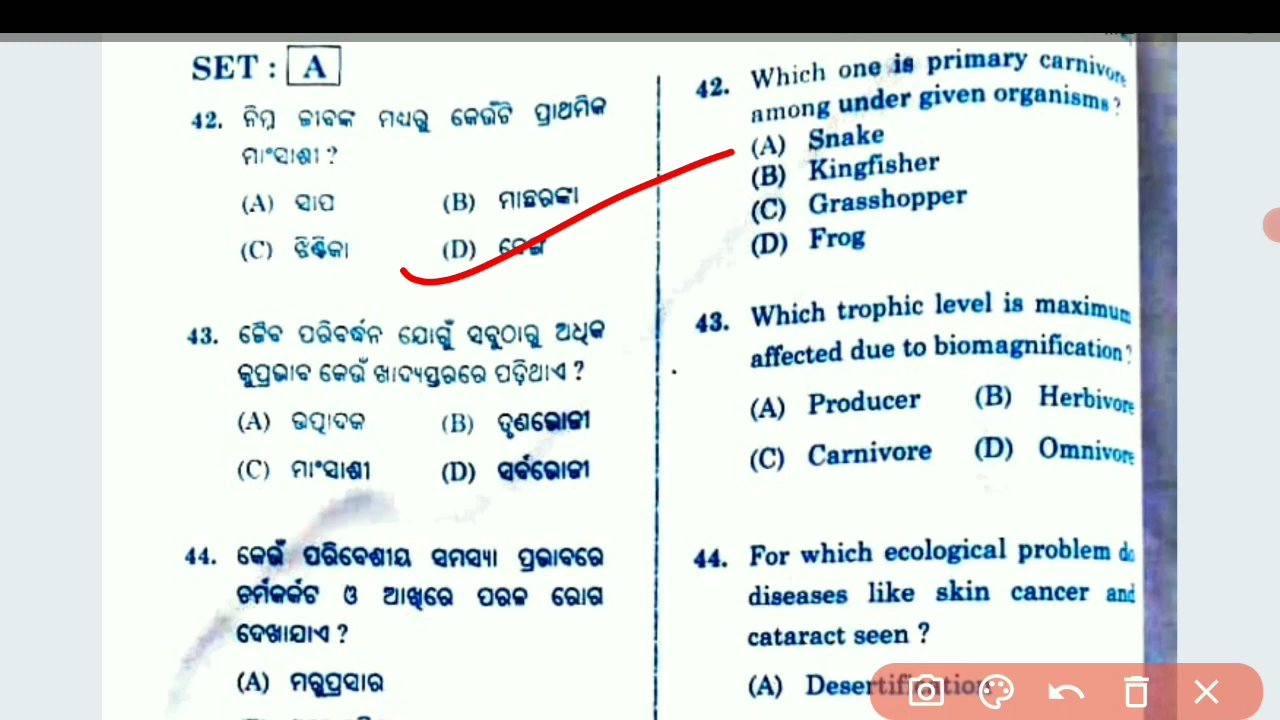 SET : A
42. ନିମ୍ନ ଜୀବଙ୍କ ମଧ୍ୟରୁ କେଉଁଟି ପ୍ରାଥମିକ
ମାଂସାଶୀ ?
(A) ସାପ (B) ମାଛରଙ୍କା
(C) ଝିଣ୍ଟିକା (D) ବେଙ୍ଗ
43. ଜୈବ ପରିବର୍ଦ୍ଧନ ଯୋଗୁଁ ସବୁଠାରୁ ଅଧିକ
କୁପ୍ରଭାବ କେଉଁ ଖାଦ୍ୟସ୍ତରରେ ପଡ଼ିଥାଏ ?
(A) ଉତ୍ପାଦକ (B) ତୃଣଭୋଜୀ
(C) ମାଂସାଶୀ (D) ସର୍ବଭୋଜୀ
44. କେଉଁ ପରିବେଶୀୟ ସମସ୍ୟା ପ୍ରଭାବରେ
ଚର୍ମକର୍କଟ ଓ ଆଖିରେ ପରଳ ରୋଗ
ଦେଖାଯାଏ ?
(A) ମରୁପ୍ରସାର
42. Which one is primary carnivore
among under given organisms ?
(A) Snake
(B) Kingfisher
(C) Grasshopper
(D) Frog
43. Which trophic level is maximum
affected due to biomagnification ?
(A) Producer (B) Herbivore
(C) Carnivore (D) Omnivore
44. For which ecological problem do
diseases like skin cancer and
cataract seen ?
(A) Desertification